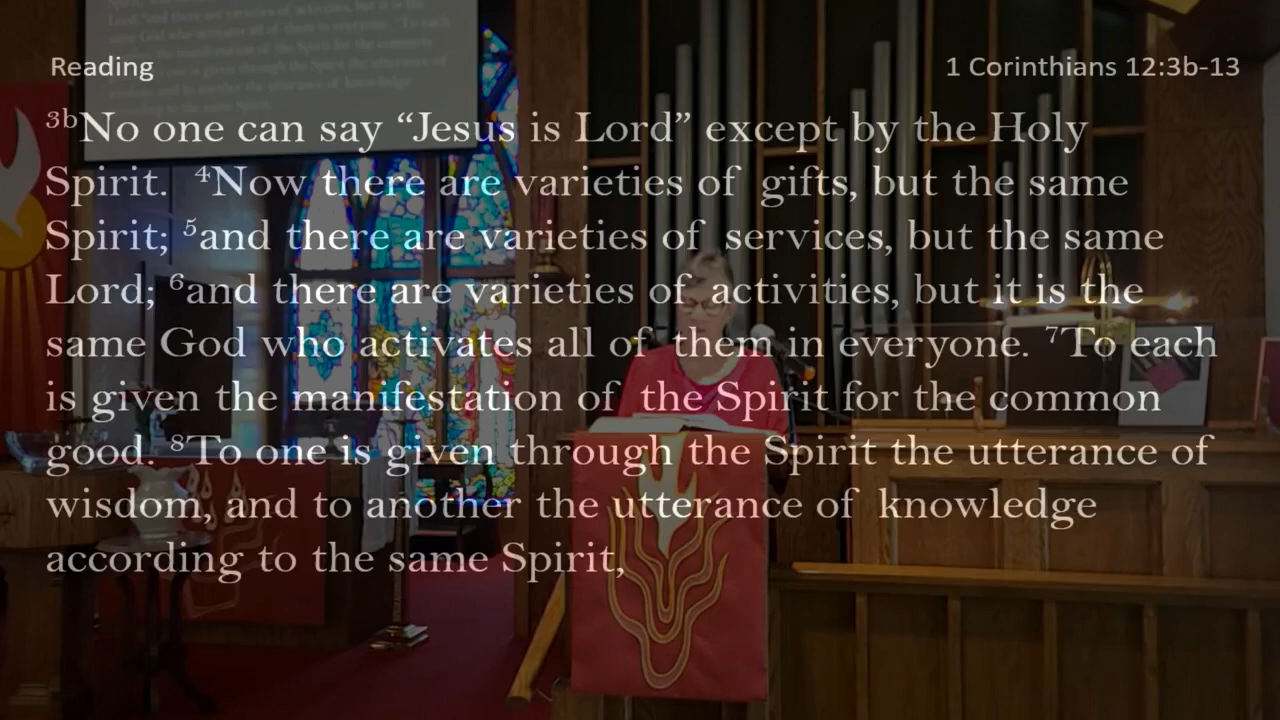 Reading
1 Corinthians 12:3b-13
3bNo one can say “Jesus is Lord” except by the Holy
Spirit. 4Now there are varieties of gifts, but the same
Spirit; 5and there are varieties of services, but the same
Lord; 6and there are varieties of activities, but it is the
same God who activates all of them in everyone. 7To each
is given the manifestation of the Spirit for the common
good. 8To one is given through the Spirit the utterance of
wisdom, and to another the utterance of knowledge
according to the same Spirit,